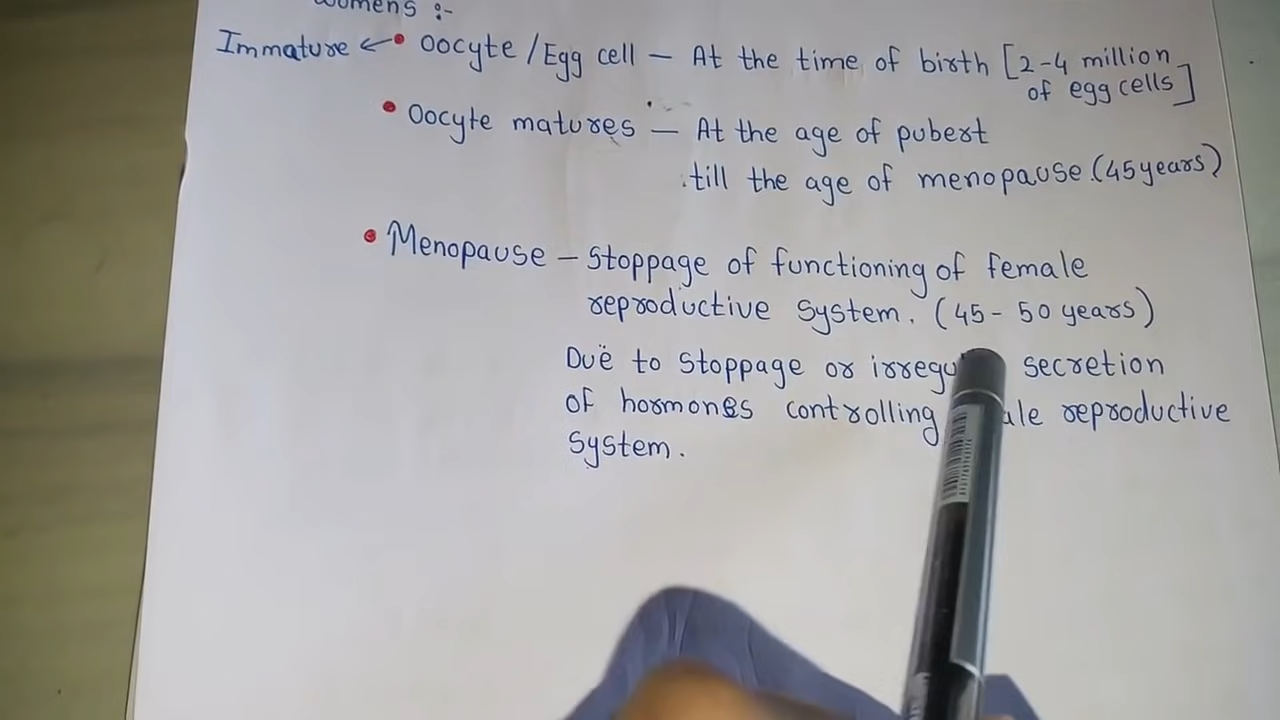 womens :-
Immature ← • Oocyte / Egg cell — At the time of birth [2-4 million
of egg cells]
• Oocyte matures — At the age of pubert
till the age of menopause. (45 years)
• Menopause — Stoppage of functioning of female
reproductive system. (45 - 50 years)
Due to stoppage or secretion
of hormones controlling reproductive
system.